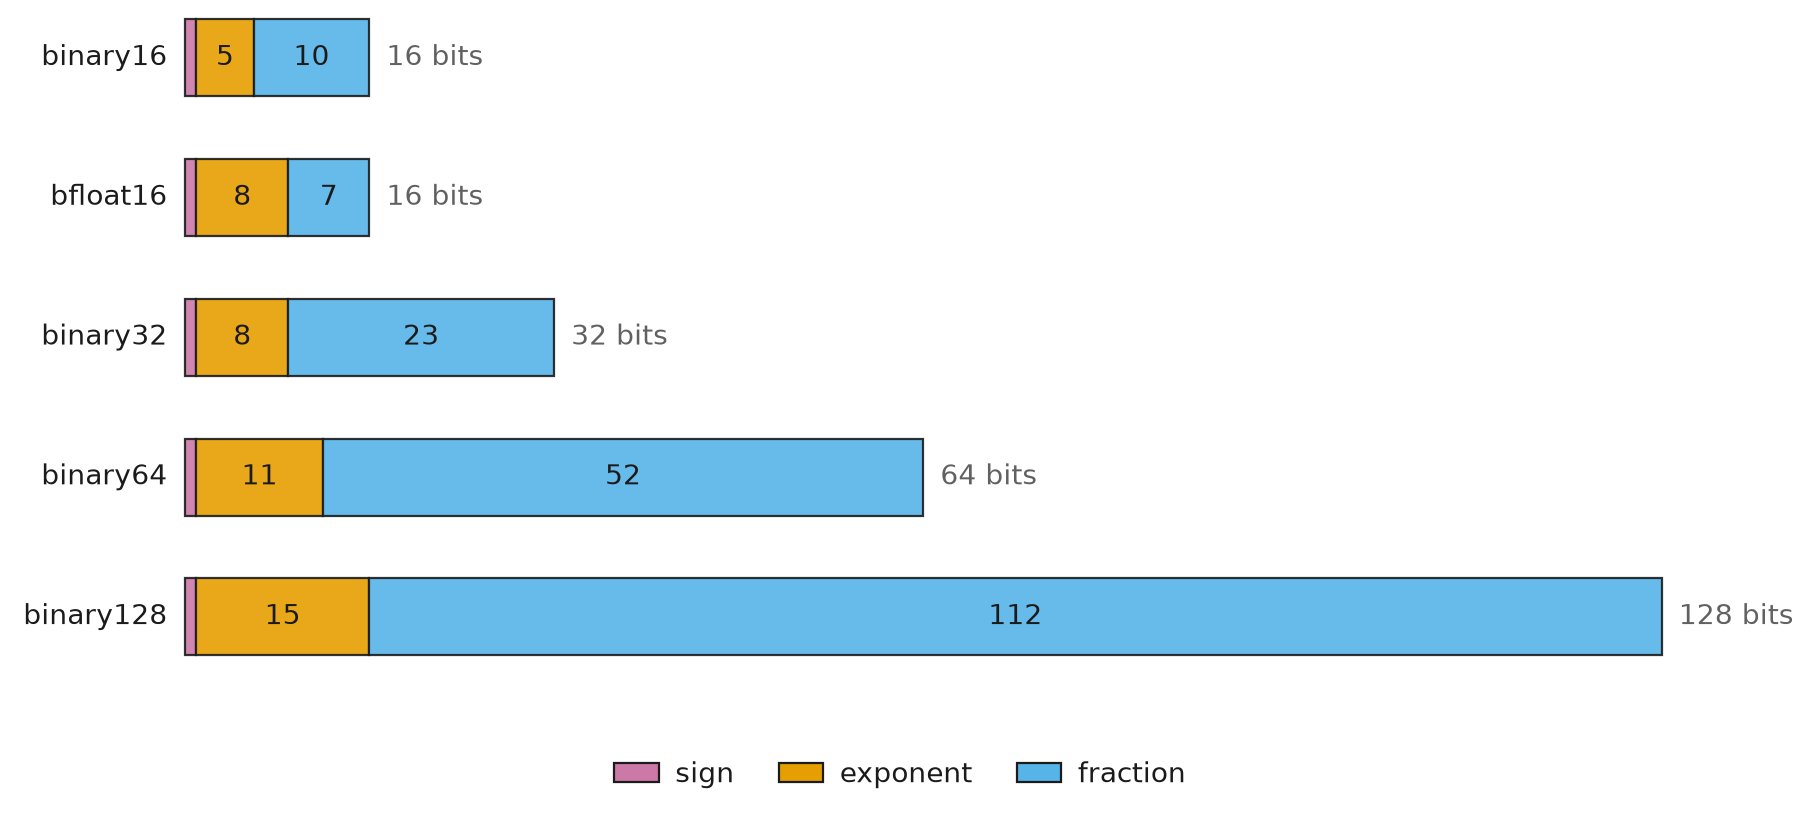 binary16 5 10 16 bits
bfloat16 8 7 16 bits
binary32 8 23 32 bits
binary64 11 52 64 bits
binary128 15 112 128 bits
sign exponent fraction